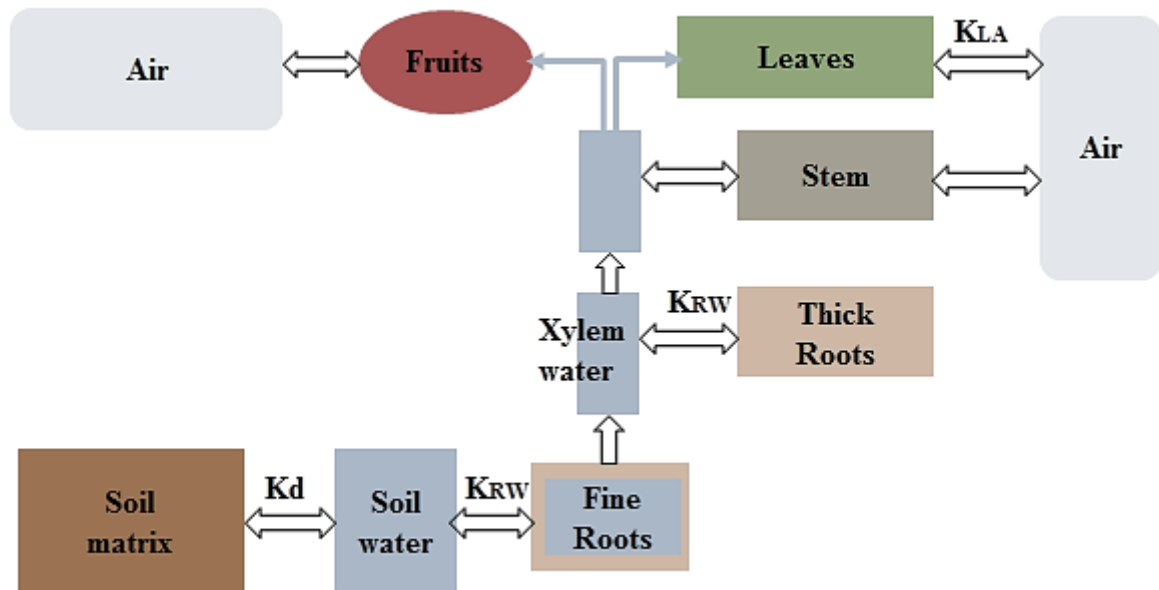 Air
Fruits
Leaves
KLA
Air
Stem
Xylem
water
KRW
Thick
Roots
Soil
matrix
Kd
Soil
water
KRW
Fine
Roots